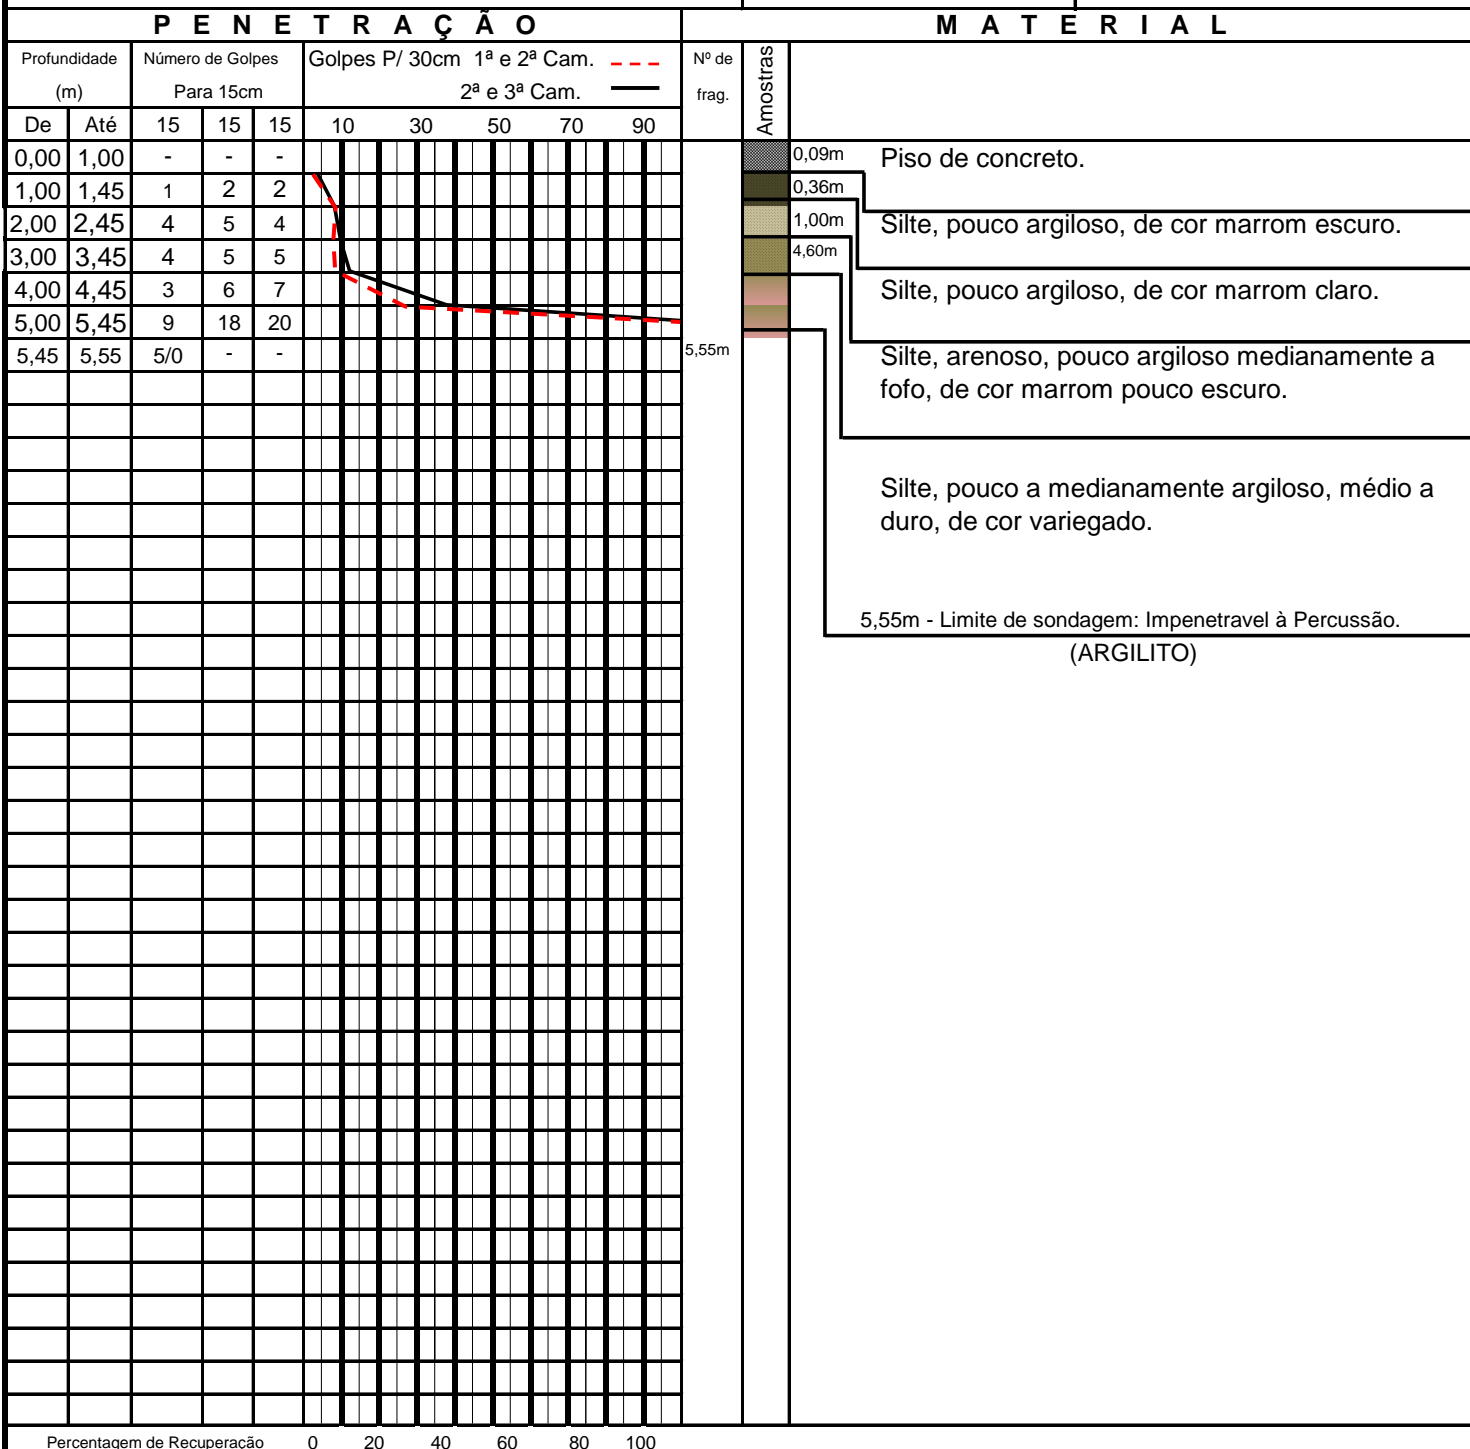 PENETRAÇÃO MATERIAL
Profundidade (m) Número de Golpes Para 15cm Golpes P/ 30cm 1ª e 2ª Cam. Nº de frag. Amostras
2ª e 3ª Cam.
De Até 15 15 15 10 30 50 70 90
0,00 1,00 - - - 0,09m Piso de concreto.
1,00 1,45 1 2 2 0,36m
2,00 2,45 4 5 4 1,00m Silte, pouco argiloso, de cor marrom escuro.
3,00 3,45 4 5 5 4,60m
4,00 4,45 3 6 7 Silte, pouco argiloso, de cor marrom claro.
5,00 5,45 9 18 20
5,45 5,55 5/0 - - 5,55m Silte, arenoso, pouco argiloso medianamente a
fofo, de cor marrom pouco escuro.
Silte, pouco a medianamente argiloso, médio a
duro, de cor variegado.
5,55m - Limite de sondagem: Impenetravel à Percussão.
(ARGILITO)
Percentagem de Recuperação 0 20 40 60 80 100